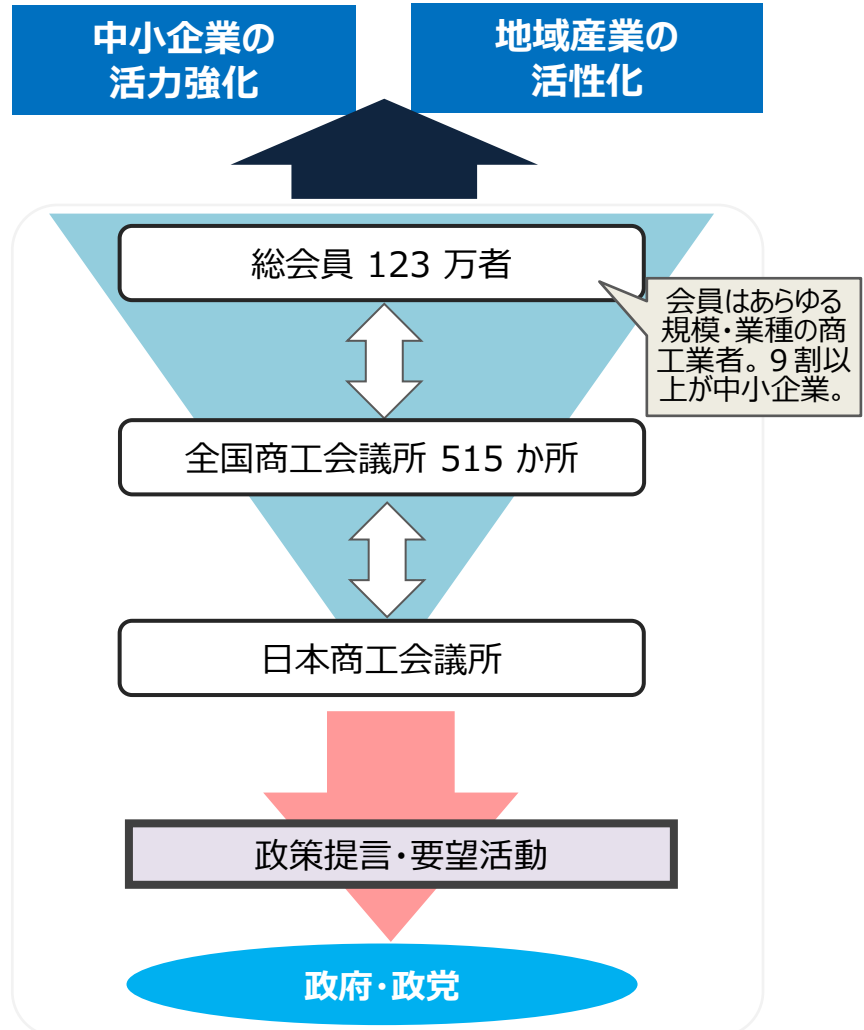 中小企業の
活力強化
地域産業の
活性化
総会員 123 万者
会員はあらゆる
規模・業種の商
工業者。9 割以
上が中小企業。
全国商工会議所 515 か所
日本商工会議所
政策提言・要望活動
政府・政党